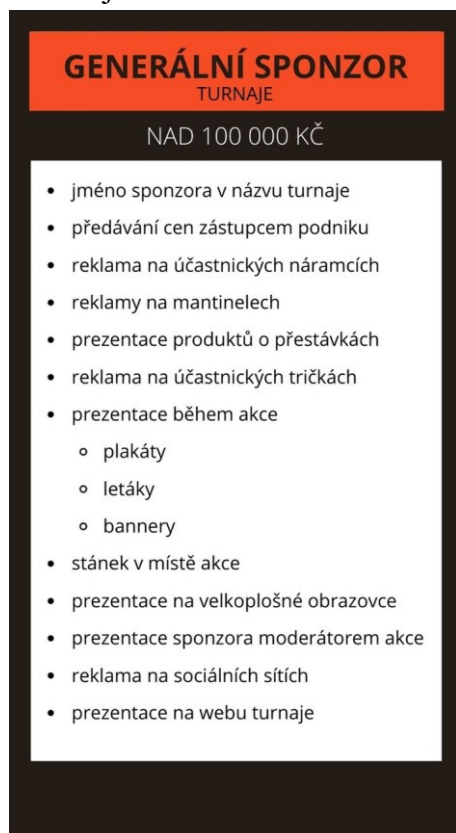 GENERÁLNÍ SPONZOR
TURNAJE
NAD 100 000 KČ
• jméno sponzora v názvu turnaje
• předávání cen zástupcem podniku
• reklama na účastnických náramcích
• reklamy na mantinelech
• prezentace produktů o přestávkách
• reklama na účastnických tričkách
• prezentace během akce
◦ plakáty
◦ letáky
◦ bannery
• stánek v místě akce
• prezentace na velkoplošné obrazovce
• prezentace sponzora moderátorem akce
• reklama na sociálních sítích
• prezentace na webu turnaje